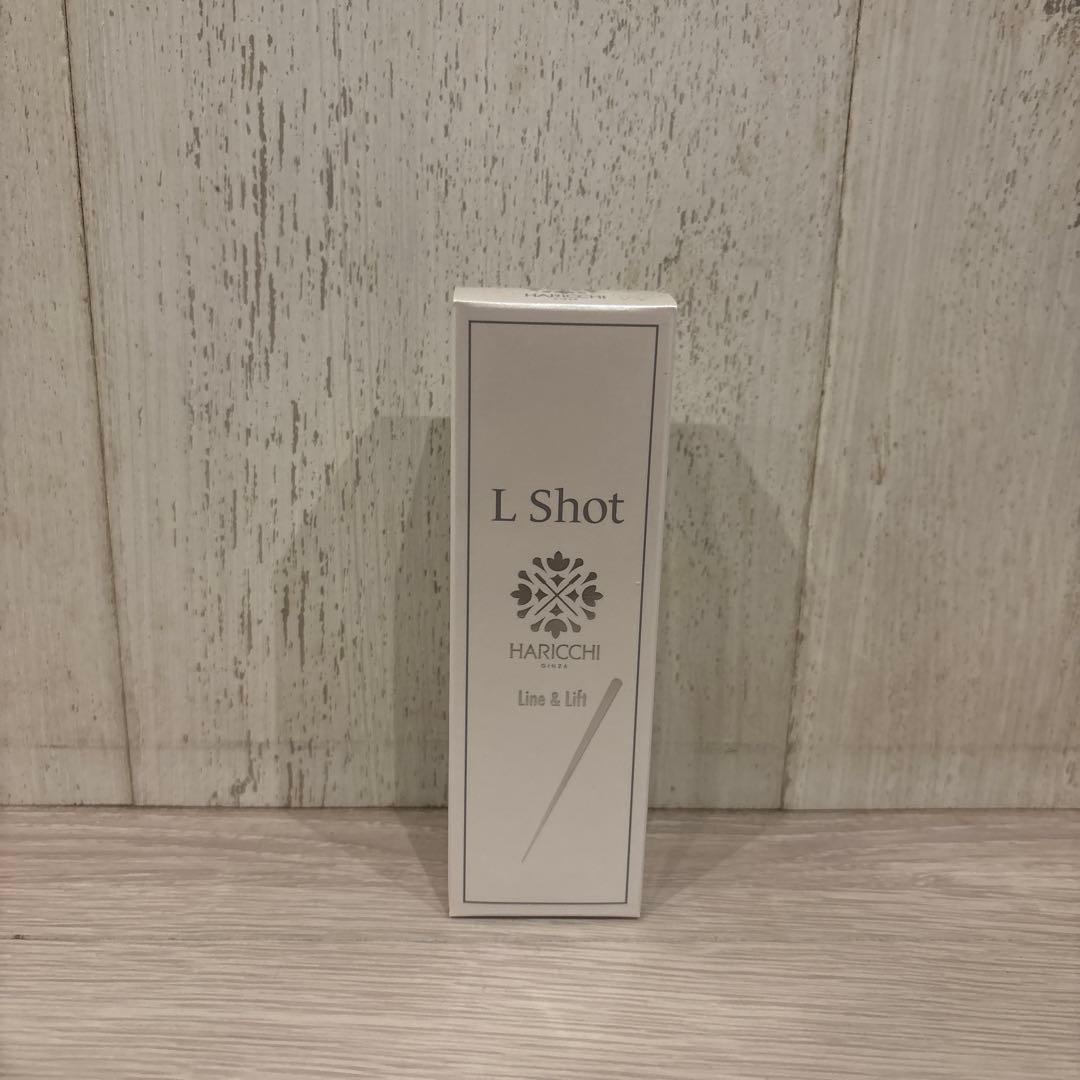 HARICCHI
L Shot
HARICCHI
GINZA
Line & Lift